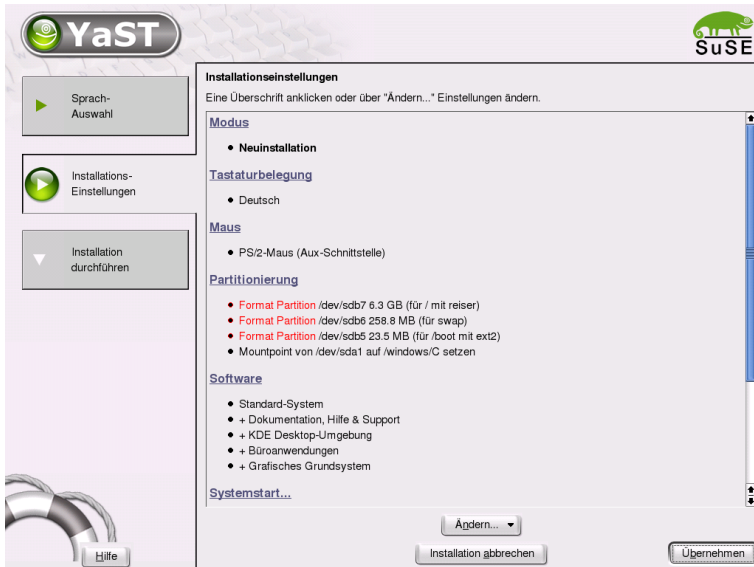 YaST
SuSE
Sprach-
Auswahl
Installations-
Einstellungen
Installation
durchführen
Hilfe
Installationseinstellungen
Eine Überschrift anklicken oder über "Ändern..." Einstellungen ändern.
Modus
Neuinstallation
Tastaturbelegung
Deutsch
Maus
PS/2-Maus (Aux-Schnittstelle)
Partitionierung
Format Partition /dev/sdb7 6.3 GB (für / mit reiser)
Format Partition /dev/sdb6 258.8 MB (für swap)
Format Partition /dev/sdb5 23.5 MB (für /boot mit ext2)
Mountpoint von /dev/sda1 auf /windows/C setzen
Software
Standard-System
+ Dokumentation, Hilfe & Support
+ KDE Desktop-Umgebung
+ Büroanwendungen
+ Grafisches Grundsystem
Systemstart...
Ändern...
Installation abbrechen
Übernehmen